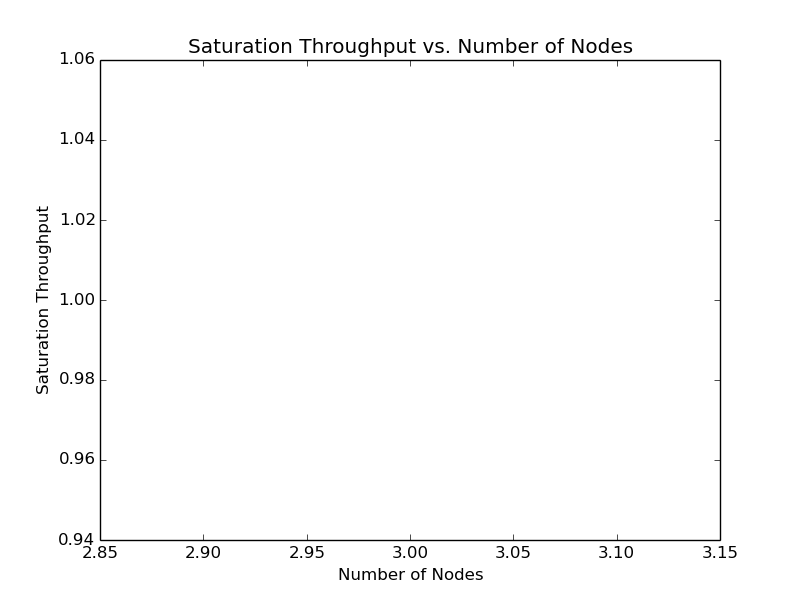 Saturation Throughput vs. Number of Nodes
1.06
1.04
1.02
1.00
0.98
0.96
0.94
Saturation Throughput
2.85 2.90 2.95 3.00 3.05 3.10 3.15
Number of Nodes